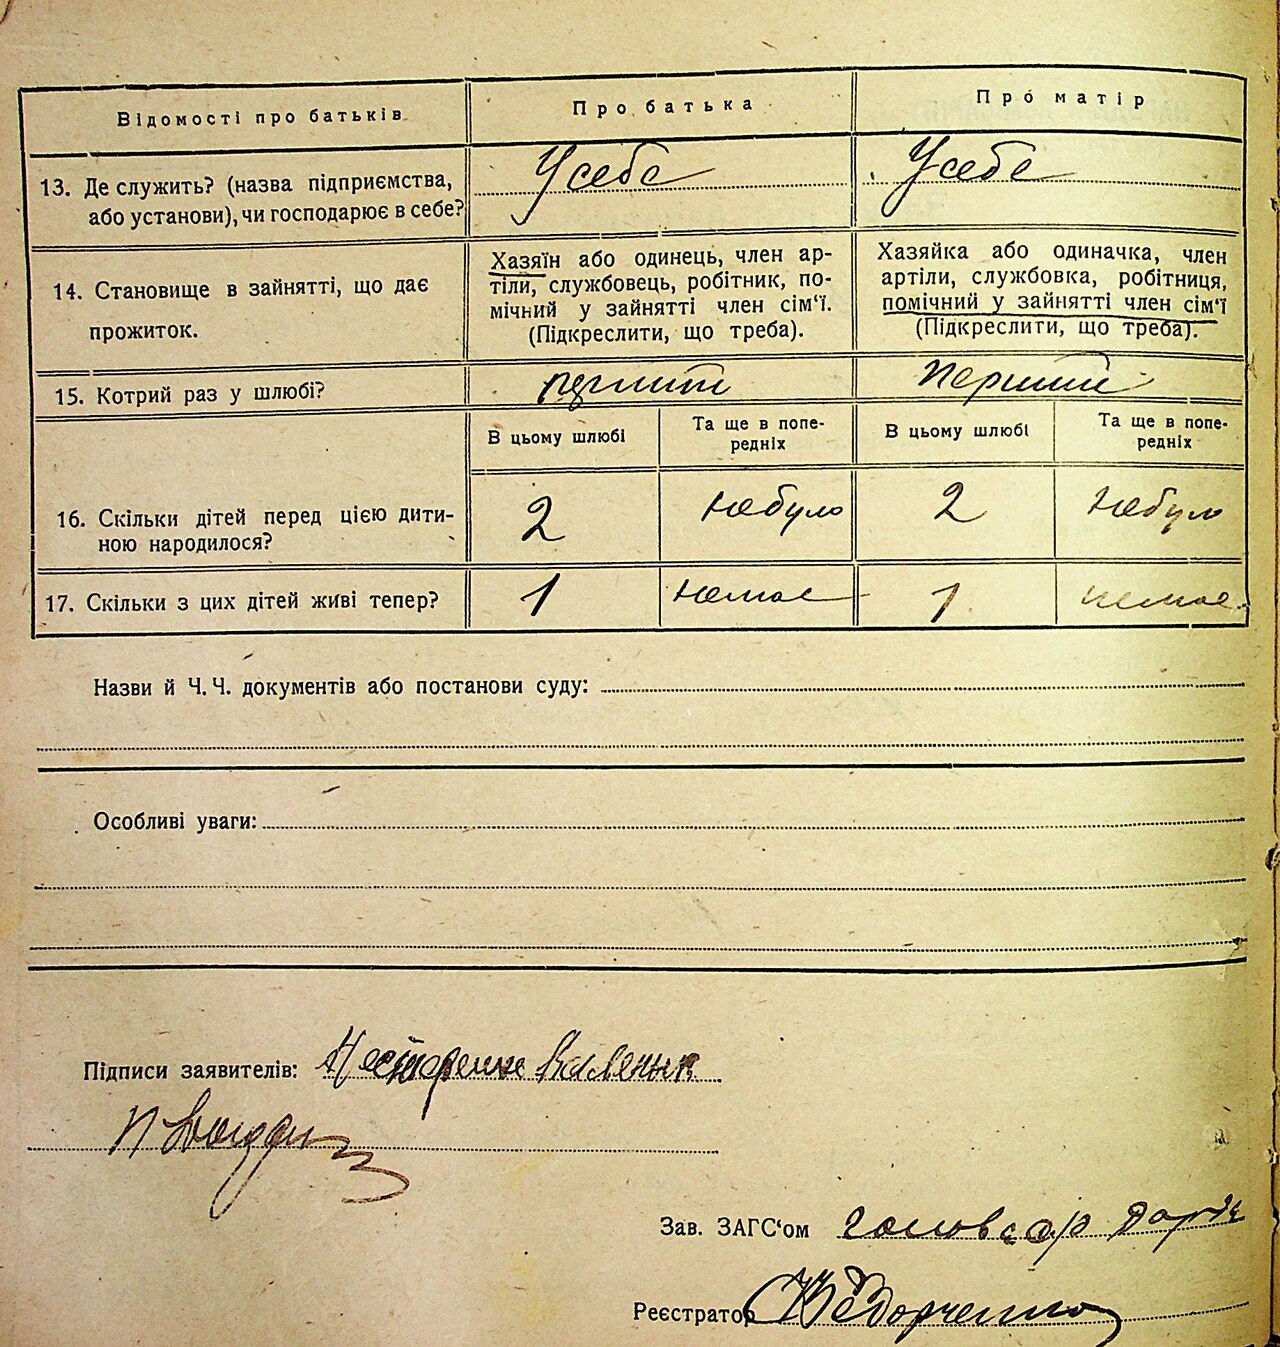 Відомості про батьків Про батька Про матір
13. Де служить? (назва підприємства, або установи), чи господарює в себе? Усебе Усебе
14. Становище в зайнятті, що дає прожиток.
Хазяїн або одинець, член ар-
тіли, службовець, робітник, по-
мічний у зайнятті член сім‘ї.
(Підкреслити, що треба).
Хазяйка або одиначка, член
артіли, службовка, робітниця,
помічний у зайнятті член сім‘ї
(Підкреслити, що треба).
15. Котрий раз у шлюбі? перший перший
В цьому шлюбі Та ще в попе-
редніх В цьому шлюбі Та ще в попе-
редніх
16. Скільки дітей перед цією дити-
ною народилося? 2 небуло 2 небуло
17. Скільки з цих дітей живі тепер? 1 немає 1 немає
Назви й Ч. Ч. документів або постанови суду:
Особливі уваги:
Підписи заявителів: Нестеренко
Зав. ЗАГС‘ом
Реєстратор Федорченко